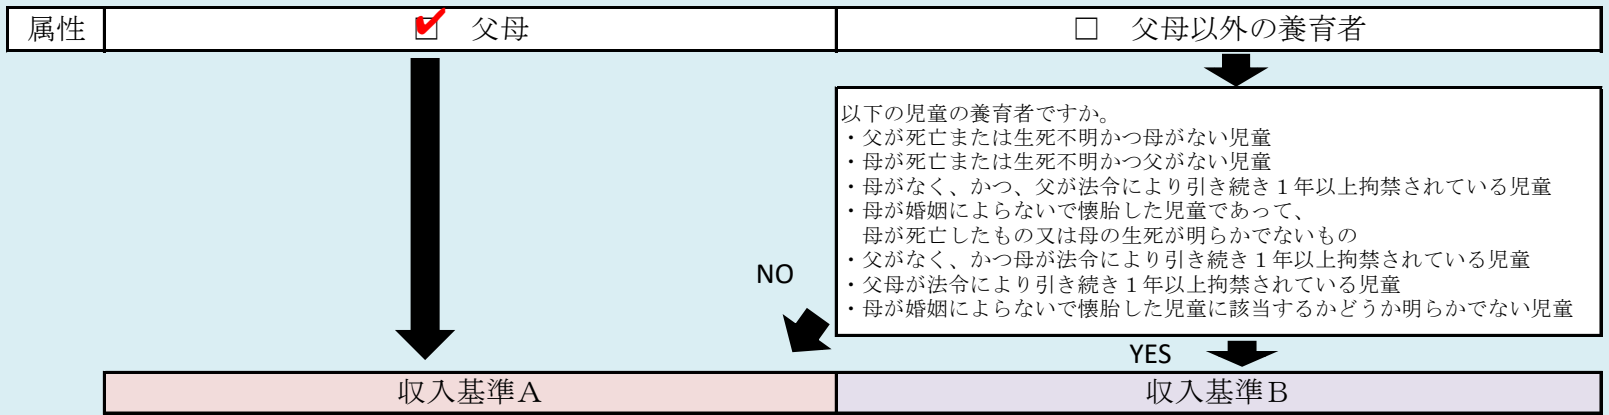 属性
☑ 父母
□ 父母以外の養育者
以下の児童の養育者ですか。
・父が死亡または生死不明かつ母がない児童
・母が死亡または生死不明かつ父がない児童
・母がなく、かつ、父が法令により引き続き１年以上拘禁されている児童
・母が婚姻によらないで懐胎した児童であって、
母が死亡したもの又は母の生死が明らかでないもの
・父がなく、かつ母が法令により引き続き１年以上拘禁されている児童
・父母が法令により引き続き１年以上拘禁されている児童
・母が婚姻によらないで懐胎した児童に該当するかどうか明らかでない児童
NO
YES
収入基準Ａ
収入基準Ｂ